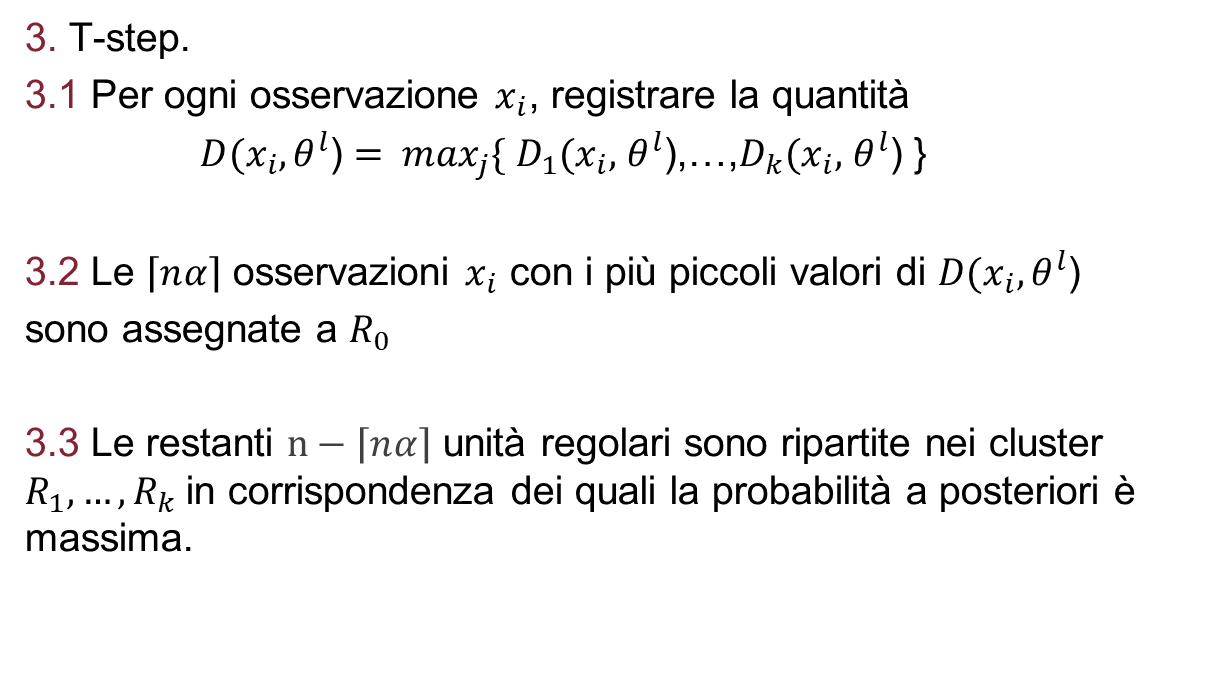 3. T-step.
3.1 Per ogni osservazione 𝑥ᵢ, registrare la quantità
𝐷(𝑥ᵢ, 𝜃ˡ) = 𝑚𝑎𝑥ⱼ{ 𝐷₁(𝑥ᵢ, 𝜃ˡ),…,𝐷ₖ(𝑥ᵢ, 𝜃ˡ) }
3.2 Le ⌈𝑛𝛼⌉ osservazioni 𝑥ᵢ con i più piccoli valori di 𝐷(𝑥ᵢ, 𝜃ˡ)
sono assegnate a 𝑅₀
3.3 Le restanti n − ⌈𝑛𝛼⌉ unità regolari sono ripartite nei cluster
𝑅₁, … , 𝑅ₖ in corrispondenza dei quali la probabilità a posteriori è
massima.